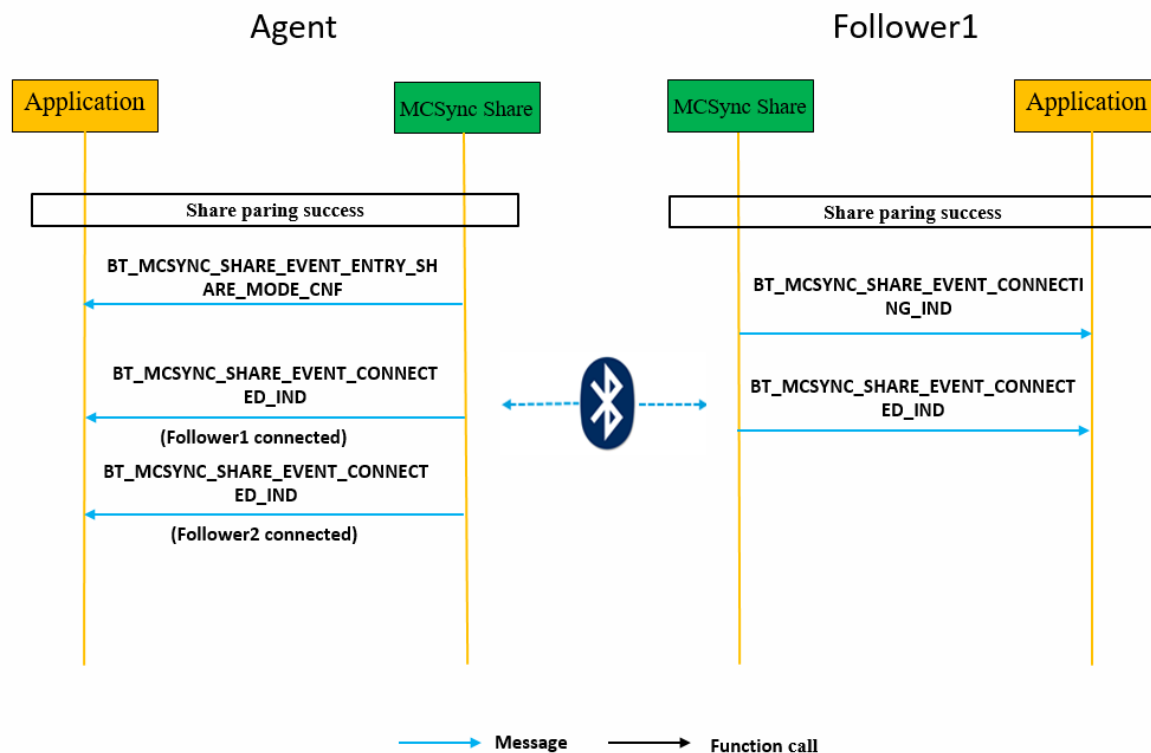 Agent
Follower1
Application
MCSync Share
MCSync Share
Application
Share paring success
Share paring success
BT_MCSYNC_SHARE_EVENT_ENTRY_SH
ARE_MODE_CNF
BT_MCSYNC_SHARE_EVENT_CONNECTI
NG_IND
BT_MCSYNC_SHARE_EVENT_CONNECT
ED_IND
(Follower1 connected)
BT_MCSYNC_SHARE_EVENT_CONNECT
ED_IND
BT_MCSYNC_SHARE_EVENT_CONNECT
ED_IND
(Follower2 connected)
Message
Function call